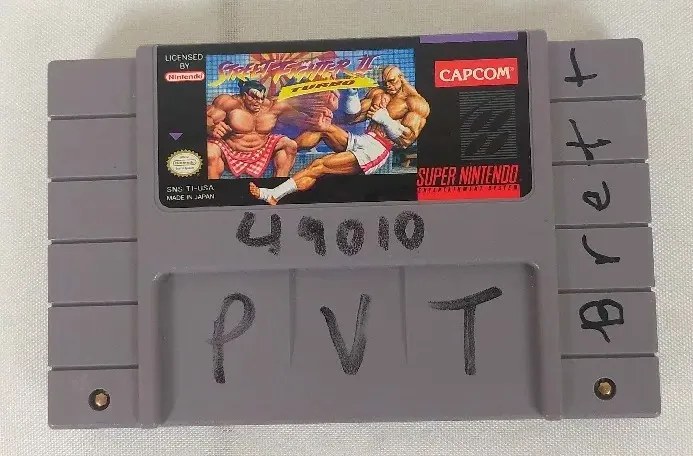 LICENSED
BY
Nintendo
STREET FIGHTER II
TURBO
CAPCOM
SUPER NINTENDO
ENTERTAINMENT SYSTEM
SNS-TI-USA
MADE IN JAPAN
49010
PVT
Brett